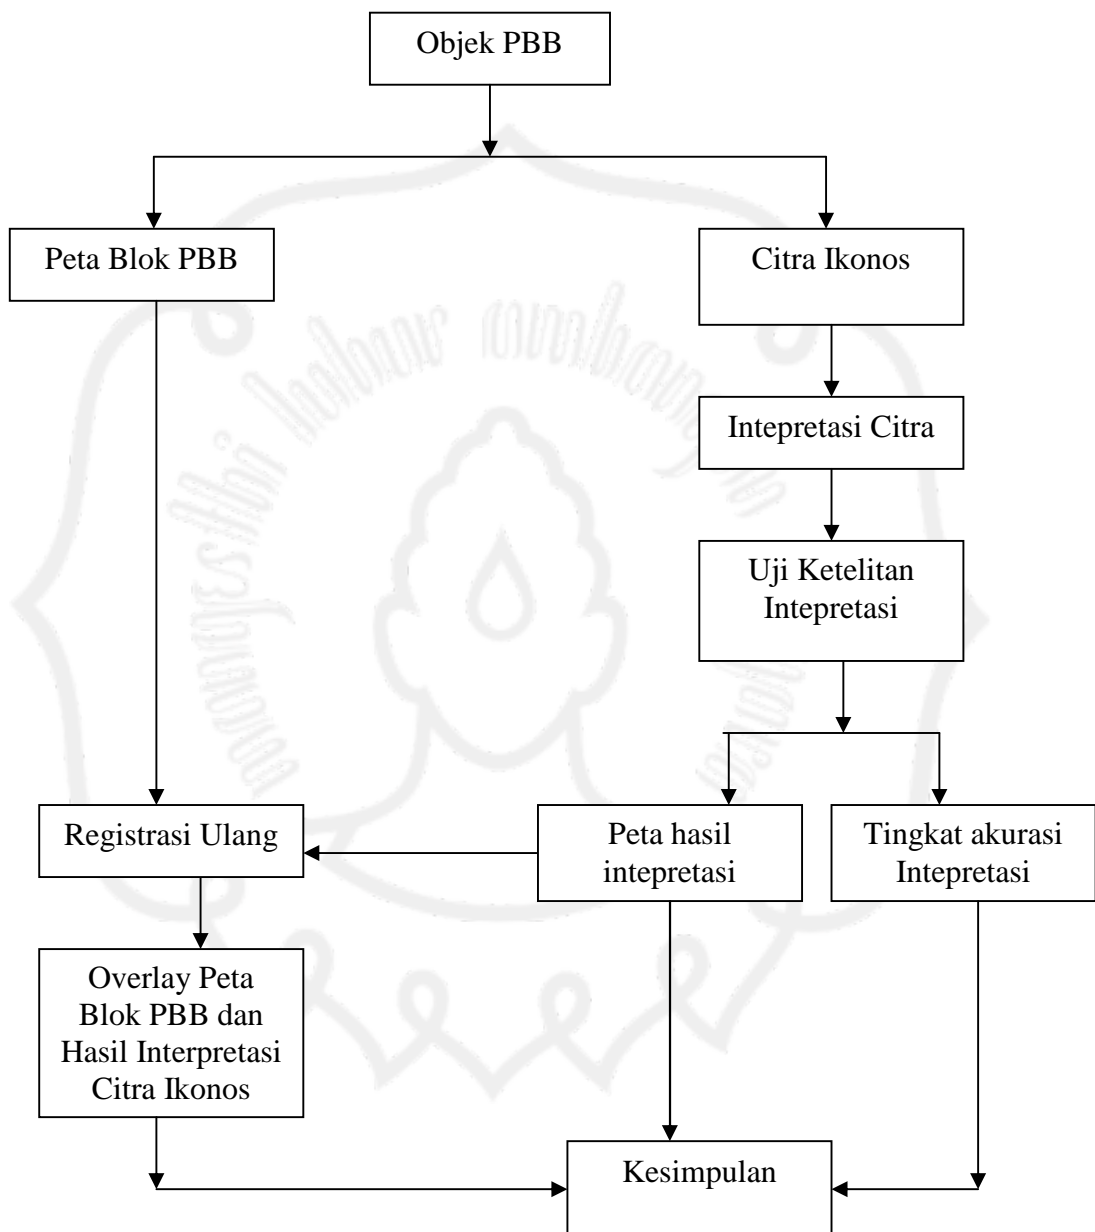 Objek PBB
Peta Blok PBB
Citra Ikonos
Intepretasi Citra
Uji Ketelitan
Intepretasi
Registrasi Ulang
Peta hasil
intepretasi
Tingkat akurasi
Intepretasi
Overlay Peta
Blok PBB dan
Hasil Interpretasi
Citra Ikonos
Kesimpulan